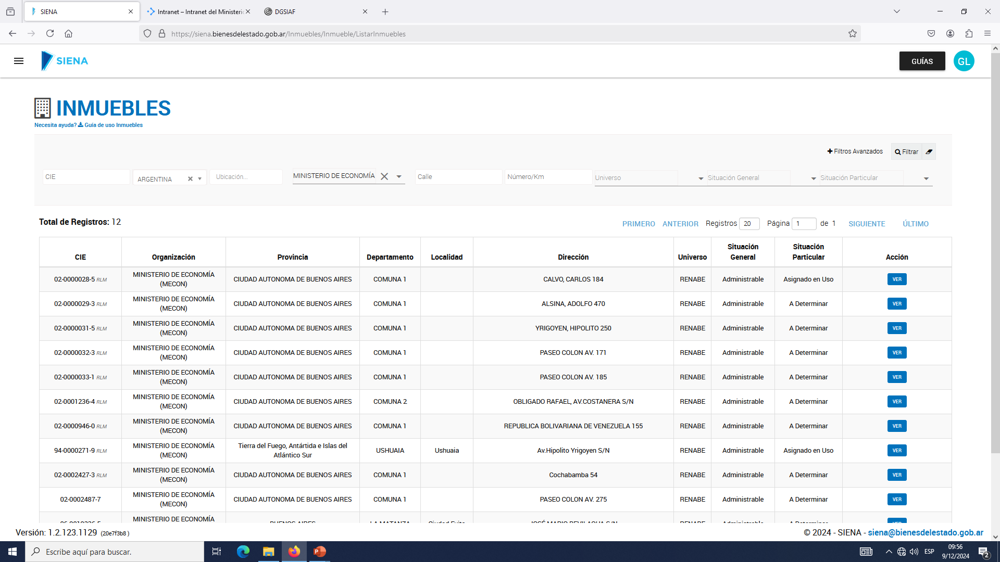 SIENA
Intranet – Intranet del Ministerio
DGSIAF
https://siena.bienesdelestado.gob.ar/Inmuebles/Inmueble/ListarInmuebles
SIENA
GUÍAS
GL
INMUEBLES
Necesita ayuda? Guía de uso Inmuebles
Filtros Avanzados
Filtrar
CIE
ARGENTINA
Ubicación...
MINISTERIO DE ECONOMÍA
Calle
Número/Km
Universo
Situación General
Situación Particular
Total de Registros: 12
PRIMERO ANTERIOR Registros 20 Página 1 de 1 SIGUIENTE ÚLTIMO
CIE Organización Provincia Departamento Localidad Dirección Universo Situación General Situación Particular Acción
02-0000028-5 RLM MINISTERIO DE ECONOMÍA (MECON) CIUDAD AUTONOMA DE BUENOS AIRES COMUNA 1 CALVO, CARLOS 184 RENABE Administrable Asignado en Uso VER
02-0000029-3 RLM MINISTERIO DE ECONOMÍA (MECON) CIUDAD AUTONOMA DE BUENOS AIRES COMUNA 1 ALSINA, ADOLFO 470 RENABE Administrable A Determinar VER
02-0000031-5 RLM MINISTERIO DE ECONOMÍA (MECON) CIUDAD AUTONOMA DE BUENOS AIRES COMUNA 1 YRIGOYEN, HIPOLITO 250 RENABE Administrable A Determinar VER
02-0000032-3 RLM MINISTERIO DE ECONOMÍA (MECON) CIUDAD AUTONOMA DE BUENOS AIRES COMUNA 1 PASEO COLON AV. 171 RENABE Administrable A Determinar VER
02-0000033-1 RLM MINISTERIO DE ECONOMÍA (MECON) CIUDAD AUTONOMA DE BUENOS AIRES COMUNA 1 PASEO COLON AV. 185 RENABE Administrable A Determinar VER
02-0001236-4 RLM MINISTERIO DE ECONOMÍA (MECON) CIUDAD AUTONOMA DE BUENOS AIRES COMUNA 2 OBLIGADO RAFAEL, AV.COSTANERA S/N RENABE Administrable A Determinar VER
02-0000946-0 RLM MINISTERIO DE ECONOMÍA (MECON) CIUDAD AUTONOMA DE BUENOS AIRES COMUNA 1 REPUBLICA BOLIVARIANA DE VENEZUELA 155 RENABE Administrable A Determinar VER
94-0000271-9 RLM MINISTERIO DE ECONOMÍA (MECON) Tierra del Fuego, Antártida e Islas del Atlántico Sur USHUAIA Ushuaia Av.Hipolito Yrigoyen S/N RENABE Administrable Asignado en Uso VER
02-0002427-3 RLM MINISTERIO DE ECONOMÍA (MECON) CIUDAD AUTONOMA DE BUENOS AIRES COMUNA 1 Cochabamba 54 RENABE Administrable A Determinar VER
02-0002487-7 MINISTERIO DE ECONOMÍA (MECON) CIUDAD AUTONOMA DE BUENOS AIRES COMUNA 1 PASEO COLON AV. 275 RENABE Administrable A Determinar VER
MINISTERIO DE ECONOMÍA BUENOS AIRES LA MATANZA RENABE Administrable A Determinar VER
Versión: 1.2.123.1129 (20e7f3b8 )
© 2024 - SIENA - siena@bienesdelestado.gob.ar
Escribe aquí para buscar.
ESP
09:56
9/12/2024
2